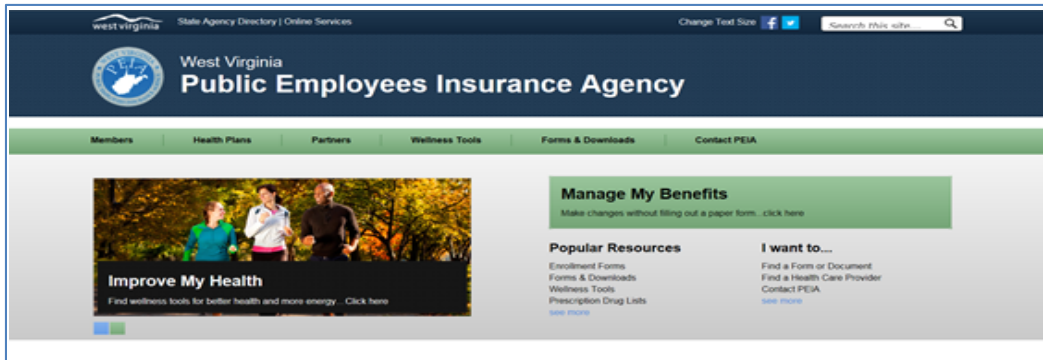 westvirginia
State Agency Directory | Online Services
Change Text Size
Search this site...
PEIA
West Virginia
Public Employees Insurance Agency
Members
Health Plans
Partners
Wellness Tools
Forms & Downloads
Contact PEIA
Improve My Health
Find wellness tools for better health and more energy... Click here
Manage My Benefits
Make changes without filling out a paper form...click here
Popular Resources
Enrollment Forms
Forms & Downloads
Wellness Tools
Prescription Drug Lists
see more
I want to...
Find a Form or Document
Find a Health Care Provider
Contact PEIA
see more